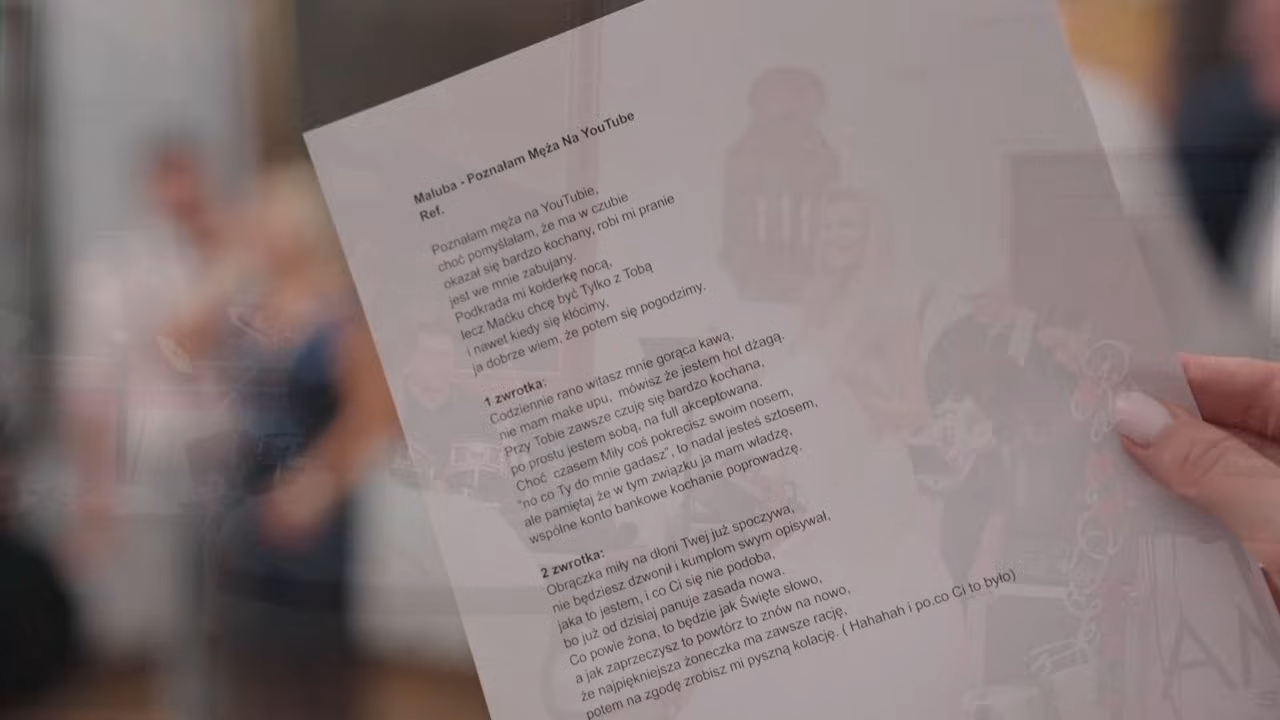 Maluba - Poznałam Męża Na YouTube
Ref.
Poznałam męża na YouTubie,
choć pomyślałam, że ma w czubie
okazał się bardzo kochany, robi mi pranie
jest we mnie zabujany.
Podkrada mi kołderkę nocą,
lecz Maćku chcę być Tylko z Tobą
i nawet kiedy się kłócimy,
ja dobrze wiem, że potem się pogodzimy.
1 zwrotka:
Codziennie rano witasz mnie gorąca kawą,
nie mam make upu, mówisz że jestem hot dżagą.
Przy Tobie zawsze czuję się bardzo kochana,
po prostu jestem sobą, na full akceptowana.
Choć czasem Miły coś pokrecisz swoim nosem,
"no co Ty do mnie gadasz", to nadal jesteś sztosem,
ale pamiętaj że w tym związku ja mam władzę,
wspólne konto bankowe kochanie poprowadzę.
2 zwrotka:
Obrączka miły na dłoni Twej już spoczywa,
nie będziesz dzwonił i kumplom swym opisywał,
jaka to jestem, i co Ci się nie podoba,
bo już od dzisiaj panuje zasada nowa.
Co powie żona, to będzie jak Święte słowo,
a jak zaprzeczysz to powtórz to znów na nowo,
że najpiękniejsza żoneczka ma zawsze rację,
potem na zgodę zrobisz mi pyszną kolację. ( Hahahah i po.co Ci to było)